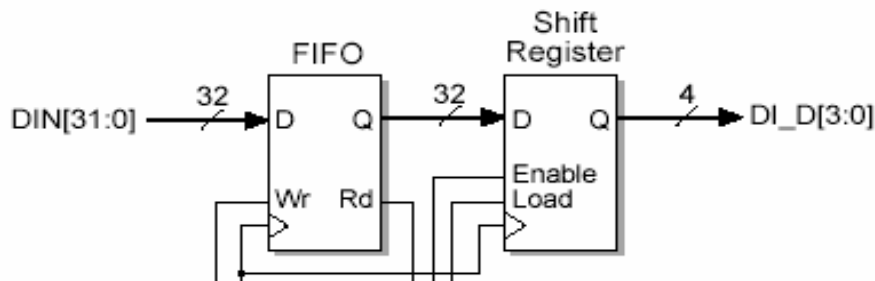 Shift
FIFO Register
32 32 4
DIN[31:0] D Q D Q DI_D[3:0]
Enable
Wr Rd Load